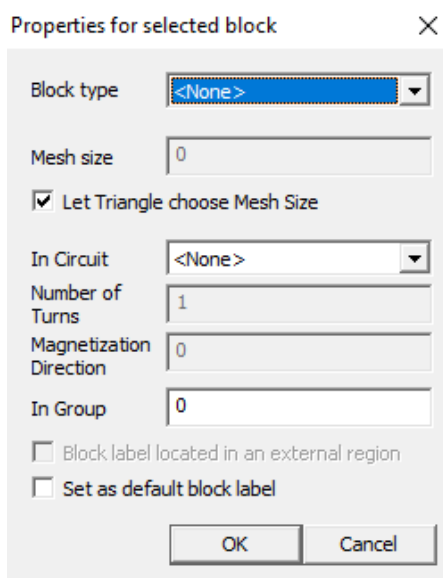 Properties for selected block
Block type <None>
Mesh size 0
Let Triangle choose Mesh Size
In Circuit <None>
Number of
Turns 1
Magnetization
Direction 0
In Group 0
Block label located in an external region
Set as default block label
OK Cancel